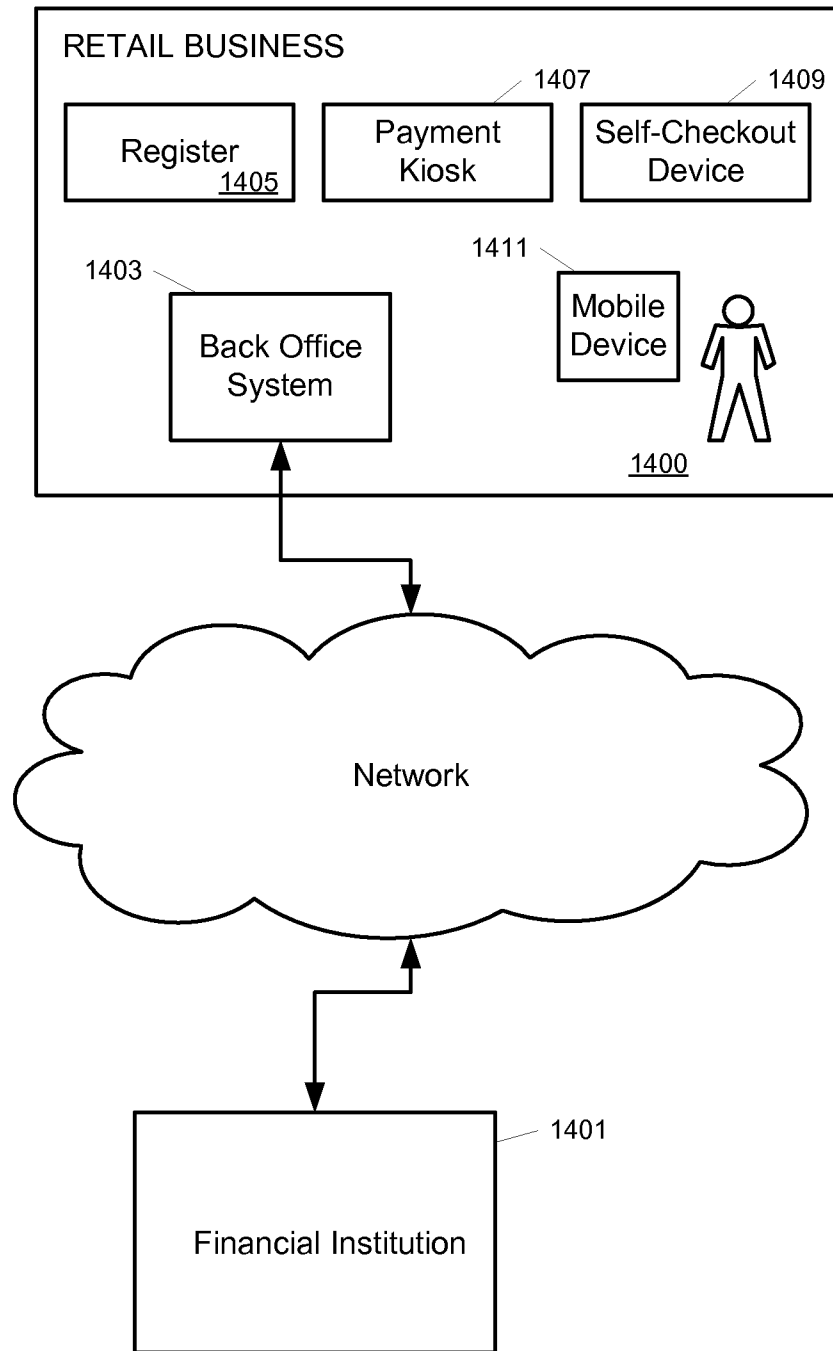 RETAIL BUSINESS
1407
1409
Register
1405
Payment
Kiosk
Self-Checkout
Device
1403
1411
Back Office
System
Mobile
Device
1400
Network
1401
Financial Institution